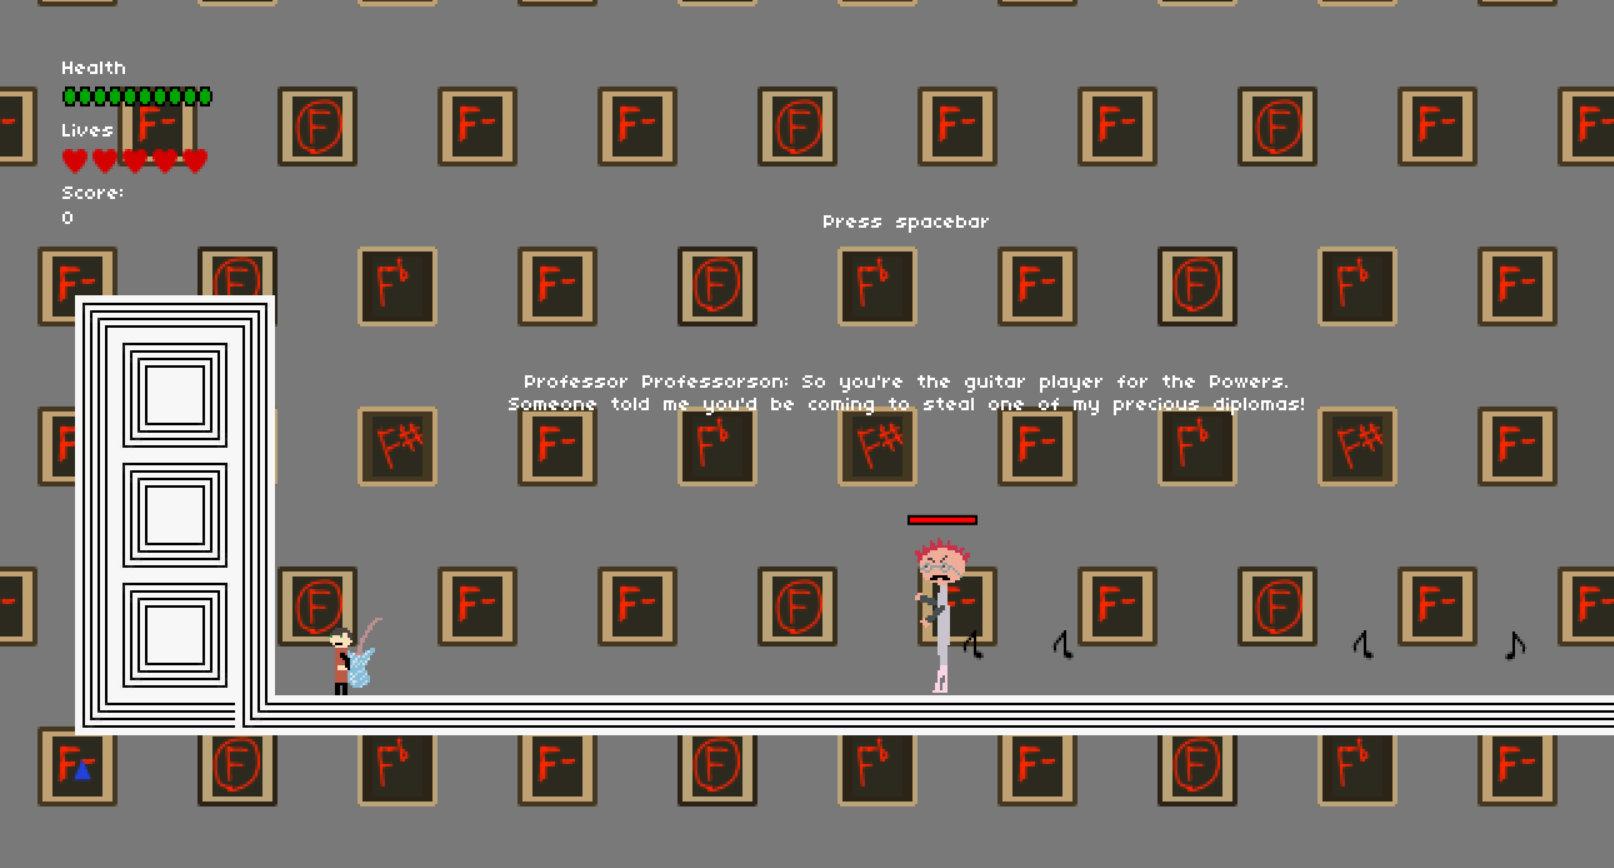 Health
F- F F- F- F F- F- F F- F-
Lives
Score:
0
Press spacebar
F- F F♭ F- F F♭ F- F F♭ F-
Professor Professorson: So you're the guitar player for the Powers.
Someone told me you'd be coming to steal one of my precious diplomas!
F F# F- F♭ F# F- F♭ F# F-
F F- F- F F- F- F F- F-
F- F F♭ F- F F♭ F- F F♭ F-